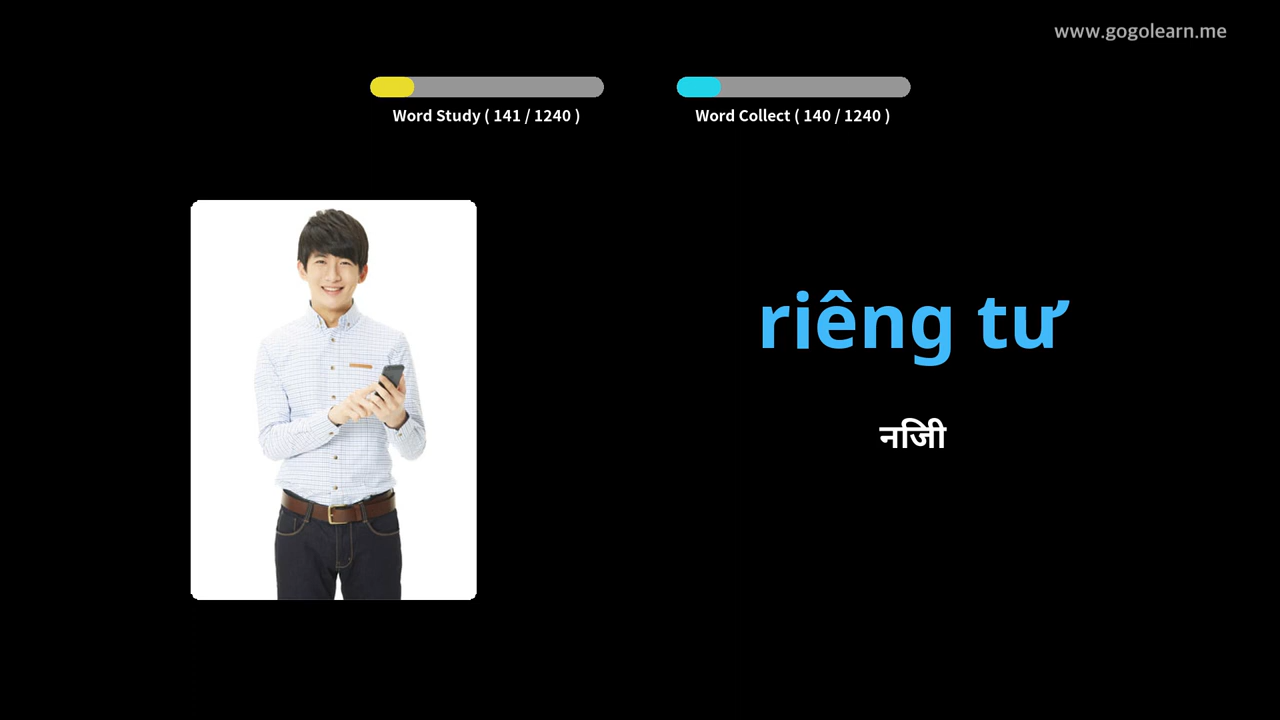 www.gogolearn.me
Word Study ( 141 / 1240 )
Word Collect ( 140 / 1240 )
riêng tư
नजिी